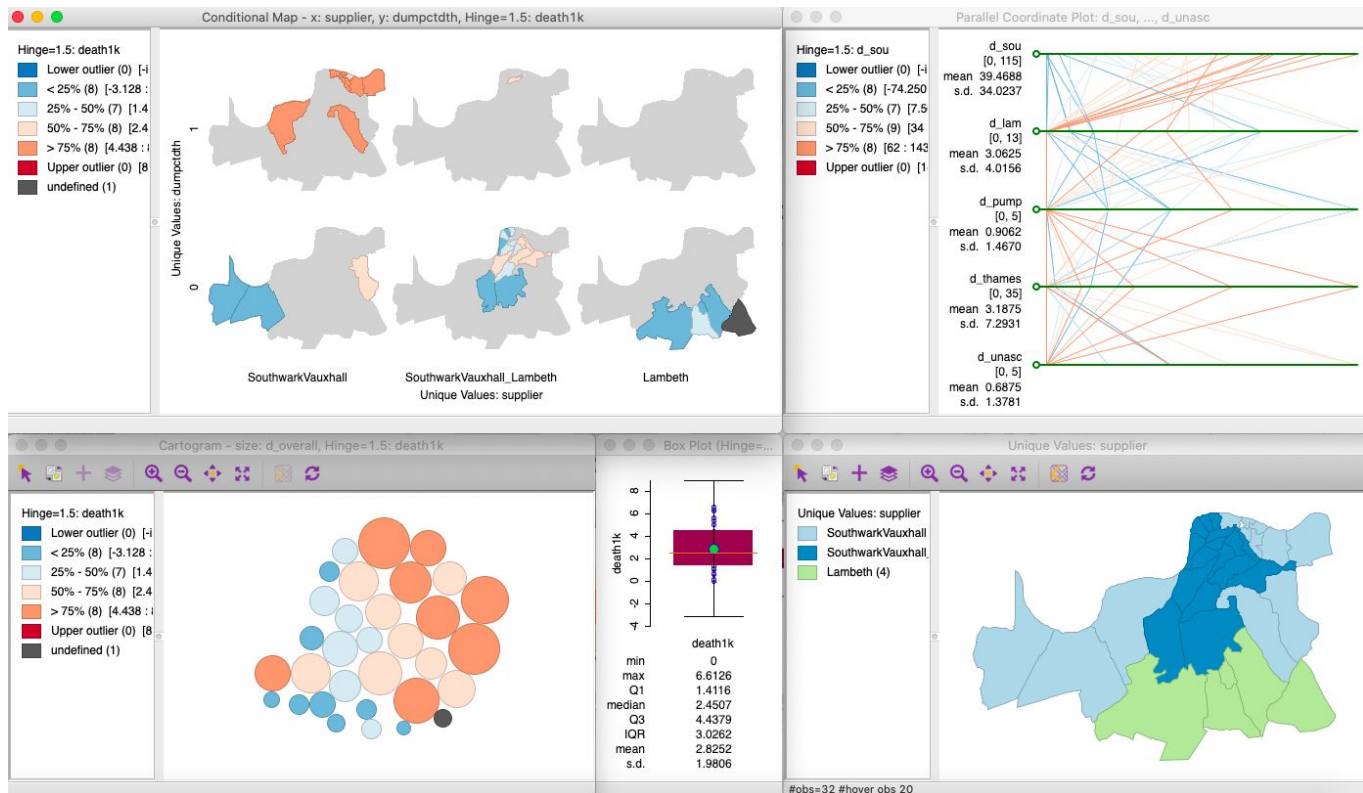 Conditional Map - x: supplier, y: dumpctdth, Hinge=1.5: death1k
Hinge=1.5: death1k
Lower outlier (0) [-i
< 25% (8) [-3.128 :
25% - 50% (7) [1.4
50% - 75% (8) [2.4
> 75% (8) [4.438 :
Upper outlier (0) [8
undefined (1)
Unique Values: dumpctdth
1
0
SouthwarkVauxhall
SouthwarkVauxhall_Lambeth
Lambeth
Unique Values: supplier
Parallel Coordinate Plot: d_sou, ..., d_unasc
Hinge=1.5: d_sou
Lower outlier (0) [-i
< 25% (8) [-74.250
25% - 50% (7) [7.5
50% - 75% (9) [34
> 75% (8) [62 : 143
Upper outlier (0) [1
d_sou
[0, 115]
mean 39.4688
s.d. 34.0237
d_lam
[0, 13]
mean 3.0625
s.d. 4.0156
d_pump
[0, 5]
mean 0.9062
s.d. 1.4670
d_thames
[0, 35]
mean 3.1875
s.d. 7.2931
d_unasc
[0, 5]
mean 0.6875
s.d. 1.3781
Cartogram - size: d_overall, Hinge=1.5: death1k
Hinge=1.5: death1k
Lower outlier (0) [-i
< 25% (8) [-3.128 :
25% - 50% (7) [1.4
50% - 75% (8) [2.4
> 75% (8) [4.438 :
Upper outlier (0) [8
undefined (1)
Box Plot (Hinge=...
death1k
8
6
4
2
0
-2
-4
death1k
min 0
max 6.6126
Q1 1.4116
median 2.4507
Q3 4.4379
IQR 3.0262
mean 2.8252
s.d. 1.9806
Unique Values: supplier
Unique Values: supplier
SouthwarkVauxhall
SouthwarkVauxhall_
Lambeth (4)
#obs=32 #hover obs 20